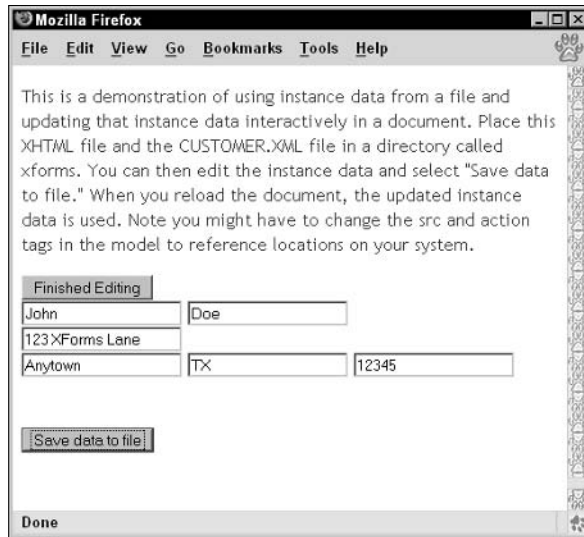 Mozilla Firefox
File Edit View Go Bookmarks Tools Help
This is a demonstration of using instance data from a file and
updating that instance data interactively in a document. Place this
XHTML file and the CUSTOMER.XML file in a directory called
xforms. You can then edit the instance data and select "Save data
to file." When you reload the document, the updated instance
data is used. Note you might have to change the src and action
tags in the model to reference locations on your system.
Finished Editing
John Doe
123 XForms Lane
Anytown TX 12345
Save data to file
Done